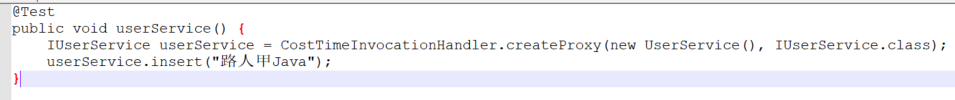 @Test
public void userService() {
    IUserService userService = CostTimeInvocationHandler.createProxy(new UserService(), IUserService.class);
    userService.insert("路人甲Java");
}